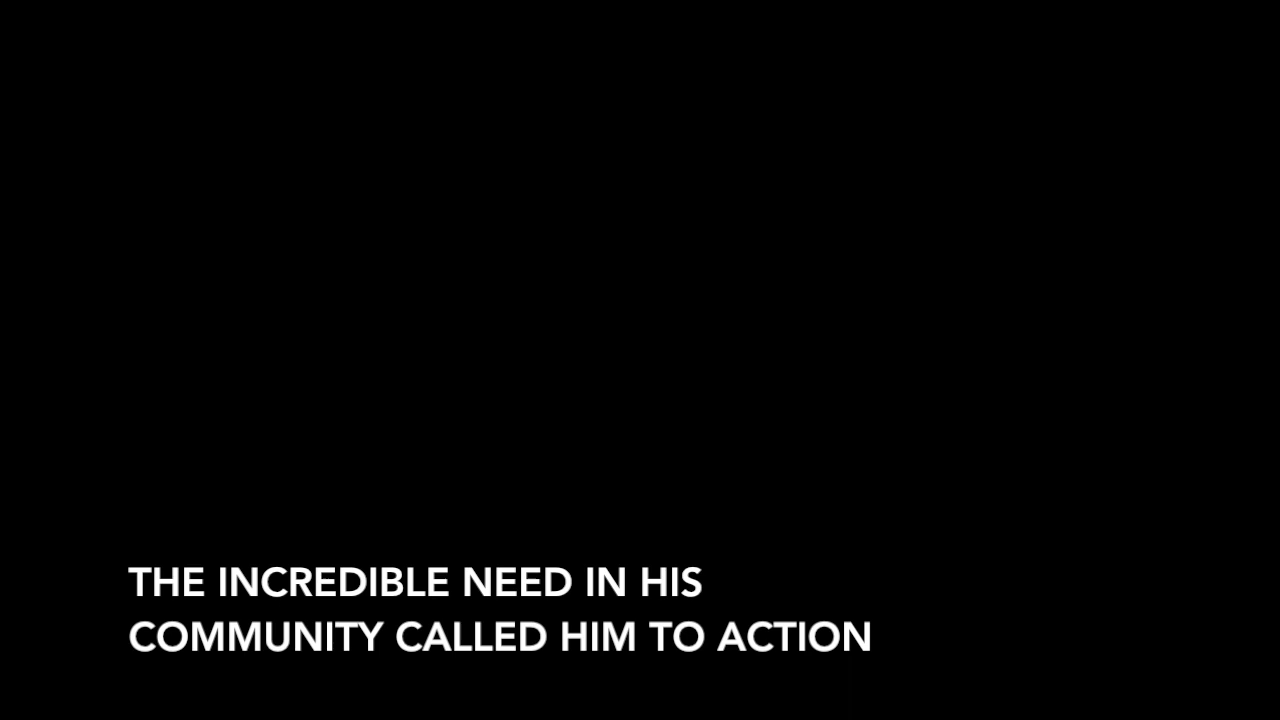 THE INCREDIBLE NEED IN HIS
COMMUNITY CALLED HIM TO ACTION